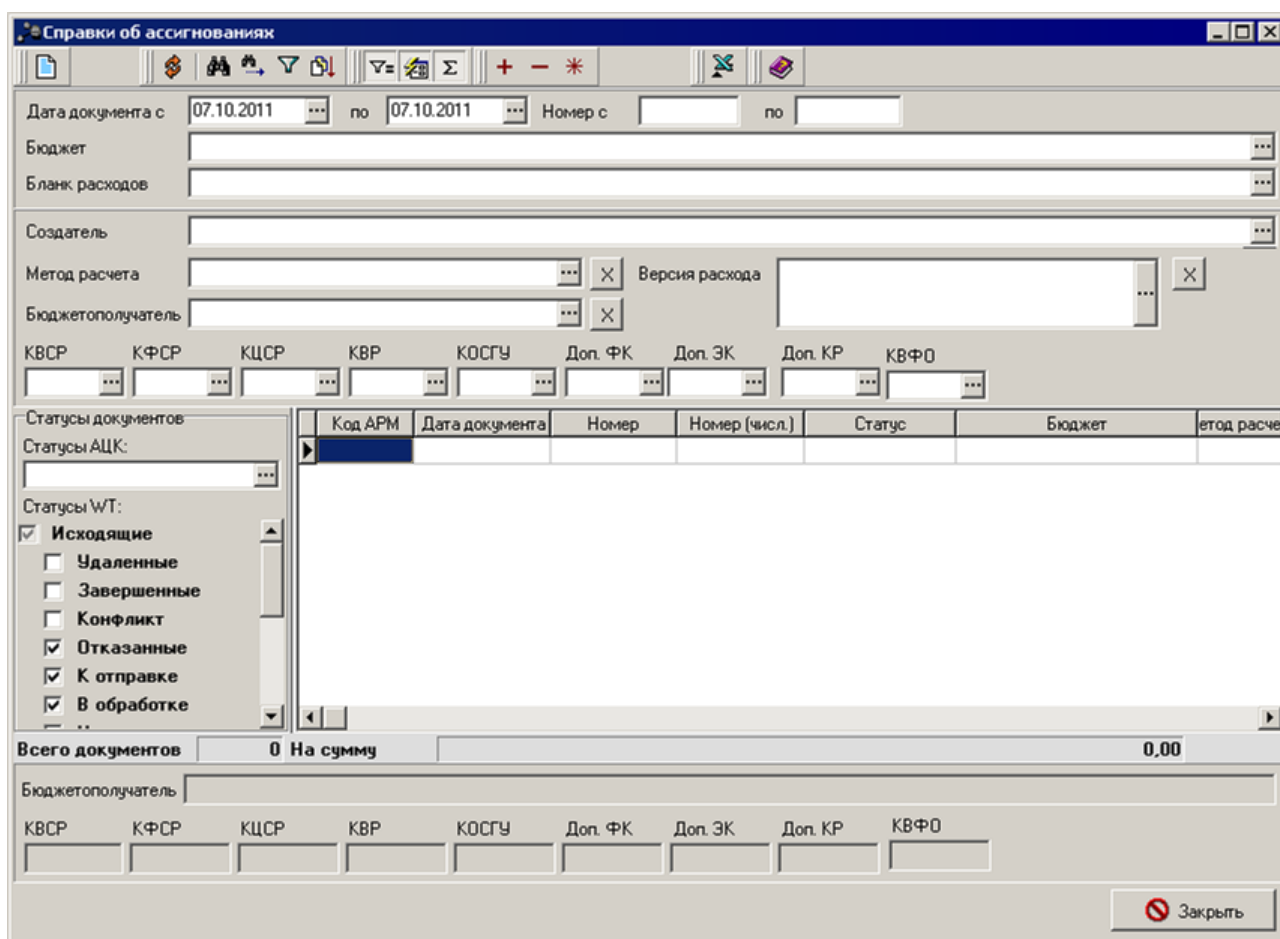 Справки об ассигнованиях
Дата документа с 07.10.2011 ... по 07.10.2011 ... Номер с по
Бюджет ...
Бланк расходов ...
Создатель ...
Метод расчета ... X Версия расхода ... X
Бюджетополучатель ... X
КВСР КФСР КЦСР КВР КОСГУ Доп. ФК Доп. ЭК Доп. КР КВФО
... ... ... ... ... ... ... ... ...
Статусы документов
Код АРМ Дата документа Номер Номер (числ.) Статус Бюджет етод расче
Статусы АЦК:
...
Статусы WT:
Исходящие
Удаленные
Завершенные
Конфликт
Отказанные
К отправке
В обработке
Всего документов 0 На сумму 0,00
Бюджетополучатель
КВСР КФСР КЦСР КВР КОСГУ Доп. ФК Доп. ЭК Доп. КР КВФО
Закрыть